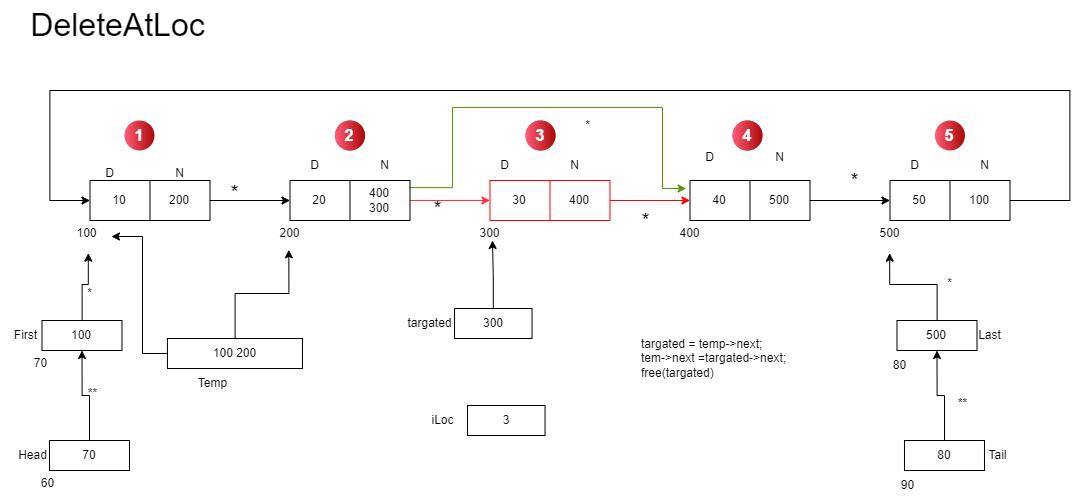 DeleteAtLoc
1
2
3
4
5
*
D N
D N
D N
D N
D N
10 200
*
20 400
300
*
30 400
*
40 500
*
50 100
100
200
300
400
500
*
*
First 100
70
100 200
Temp
targated 300
targated = temp->next;
tem->next =targated->next;
free(targated)
500 Last
80
**
**
iLoc 3
Head 70
60
80 Tail
90